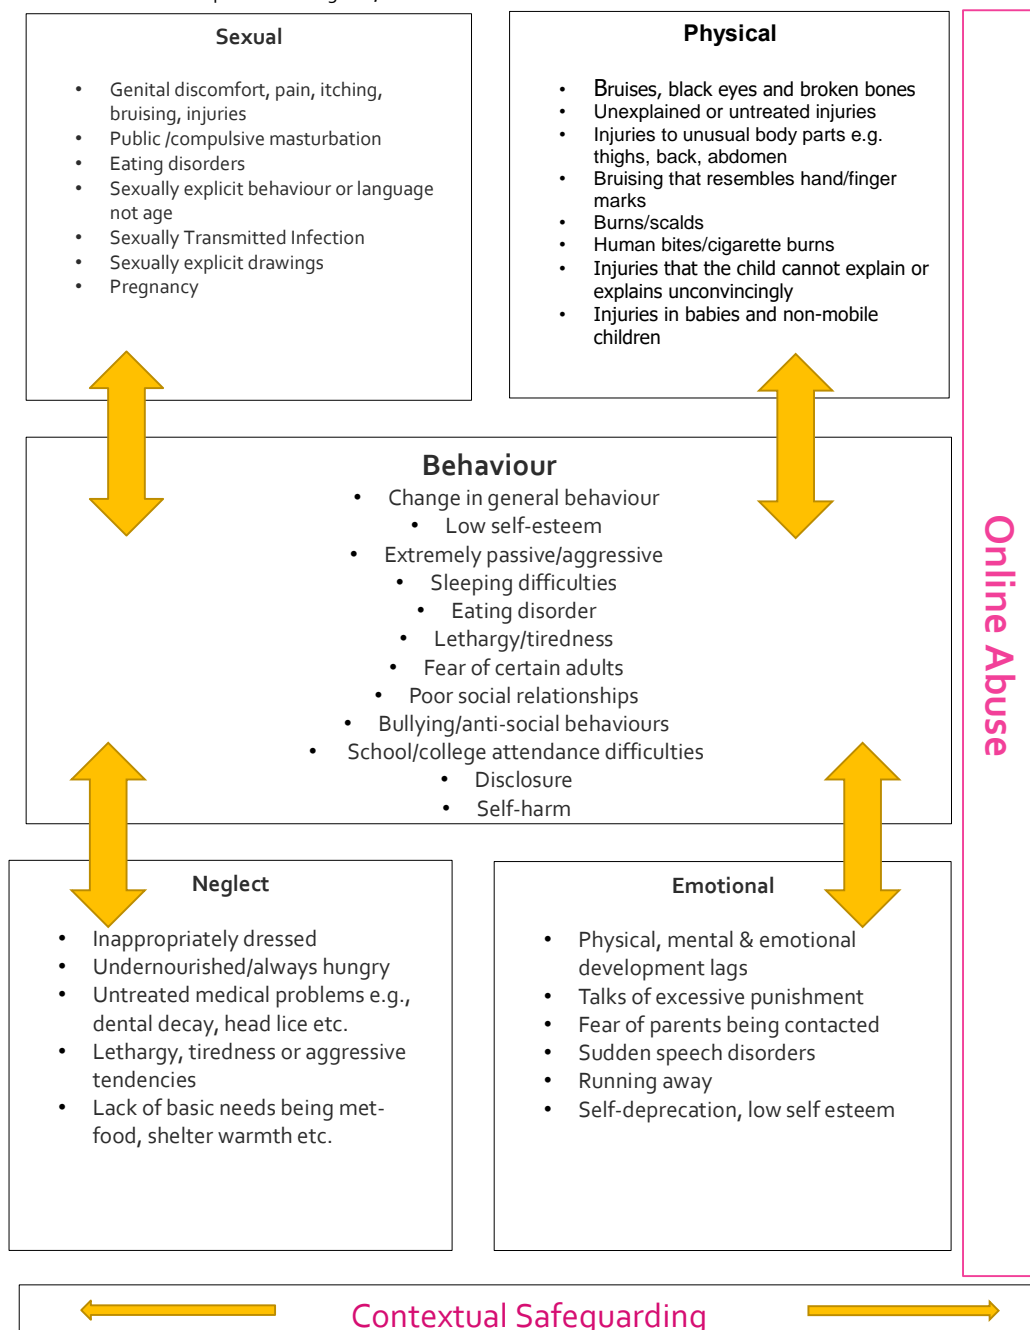 Sexual
• Genital discomfort, pain, itching,
bruising, injuries
• Public /compulsive masturbation
• Eating disorders
• Sexually explicit behaviour or language
not age
• Sexually Transmitted Infection
• Sexually explicit drawings
• Pregnancy
Physical
• Bruises, black eyes and broken bones
• Unexplained or untreated injuries
• Injuries to unusual body parts e.g.
thighs, back, abdomen
• Bruising that resembles hand/finger
marks
• Burns/scalds
• Human bites/cigarette burns
• Injuries that the child cannot explain or
explains unconvincingly
• Injuries in babies and non-mobile
children
Behaviour
• Change in general behaviour
• Low self-esteem
• Extremely passive/aggressive
• Sleeping difficulties
• Eating disorder
• Lethargy/tiredness
• Fear of certain adults
• Poor social relationships
• Bullying/anti-social behaviours
• School/college attendance difficulties
• Disclosure
• Self-harm
Online Abuse
Neglect
• Inappropriately dressed
• Undernourished/always hungry
• Untreated medical problems e.g.,
dental decay, head lice etc.
• Lethargy, tiredness or aggressive
tendencies
• Lack of basic needs being met-
food, shelter warmth etc.
Emotional
• Physical, mental & emotional
development lags
• Talks of excessive punishment
• Fear of parents being contacted
• Sudden speech disorders
• Running away
• Self-deprecation, low self esteem
Contextual Safeguarding